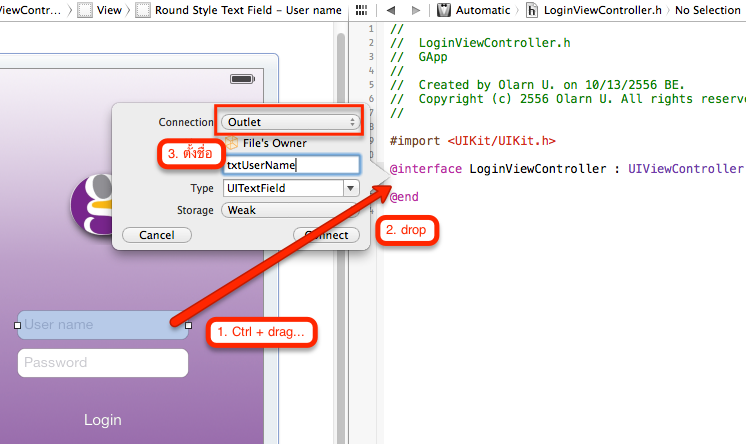 ViewContr... 〉 View 〉 Round Style Text Field - User name
Automatic 〉 h LoginViewController.h 〉 No Selection
1
2
3
4
5
6
7
8
9
//
//  LoginViewController.h
//  GApp
//
//  Created by Olarn U. on 10/13/2556 BE.
//  Copyright (c) 2556 Olarn U. All rights reserve
//
#import <UIKit/UIKit.h>
@interface LoginViewController : UIViewController
@end
Connection Outlet
File's Owner
3. ตั้งชื่อ
txtUserName
Type UITextField
Storage Weak
Cancel Connect
2. drop
1. Ctrl + drag...
User name
Password
Login